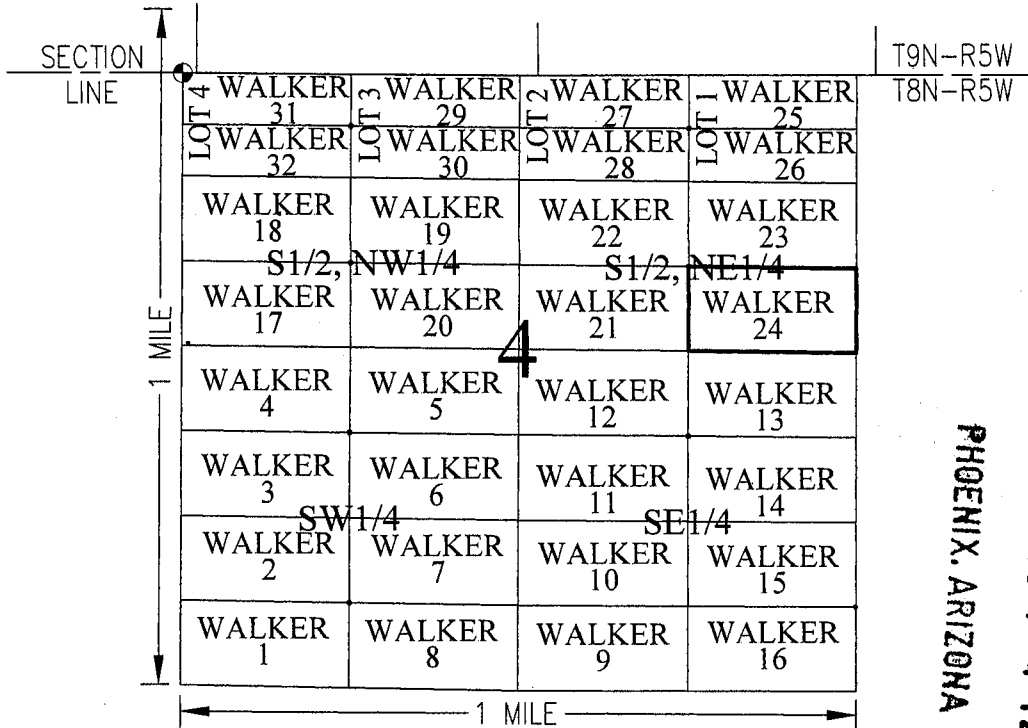 SECTION
LINE
T9N-R5W
T8N-R5W
LOT 4
WALKER
31
LOT 3
WALKER
29
LOT 2
WALKER
27
LOT 1
WALKER
25
WALKER
32
WALKER
30
WALKER
28
WALKER
26
WALKER
18
WALKER
19
WALKER
22
WALKER
23
S1/2, NW1/4
S1/2, NE1/4
WALKER
17
WALKER
20
WALKER
21
WALKER
24
4
1 MILE
WALKER
4
WALKER
5
WALKER
12
WALKER
13
WALKER
3
WALKER
6
WALKER
11
WALKER
14
SW1/4
SE1/4
WALKER
2
WALKER
7
WALKER
10
WALKER
15
WALKER
1
WALKER
8
WALKER
9
WALKER
16
1 MILE
PHOENIX, ARIZONA